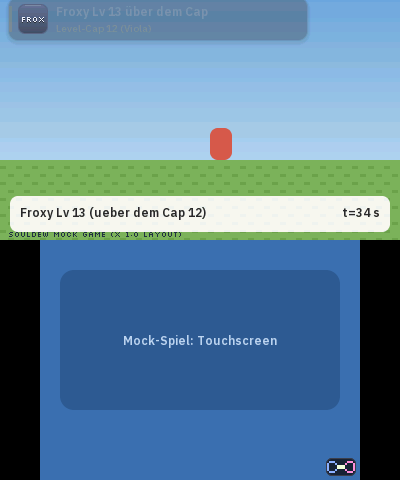 FROX
Froxy Lv 13 über dem Cap
Level-Cap 12 (Viola)
Froxy Lv 13 (ueber dem Cap 12)
t=34 s
SOULDEW MOCK GAME (X 1.0 LAYOUT)
Mock-Spiel: Touchscreen